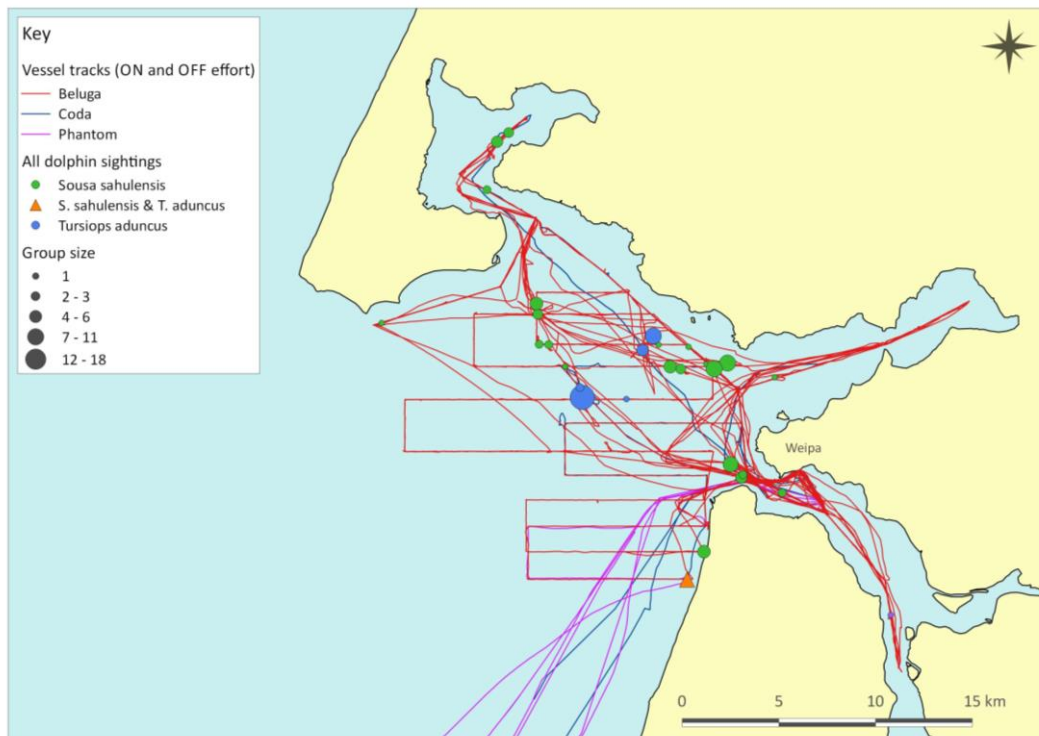 Key
Vessel tracks (ON and OFF effort)
Beluga
Coda
Phantom
All dolphin sightings
Sousa sahulensis
S. sahulensis & T. aduncus
Tursiops aduncus
Group size
1
2 - 3
4 - 6
7 - 11
12 - 18
Weipa
0 5 10 15 km